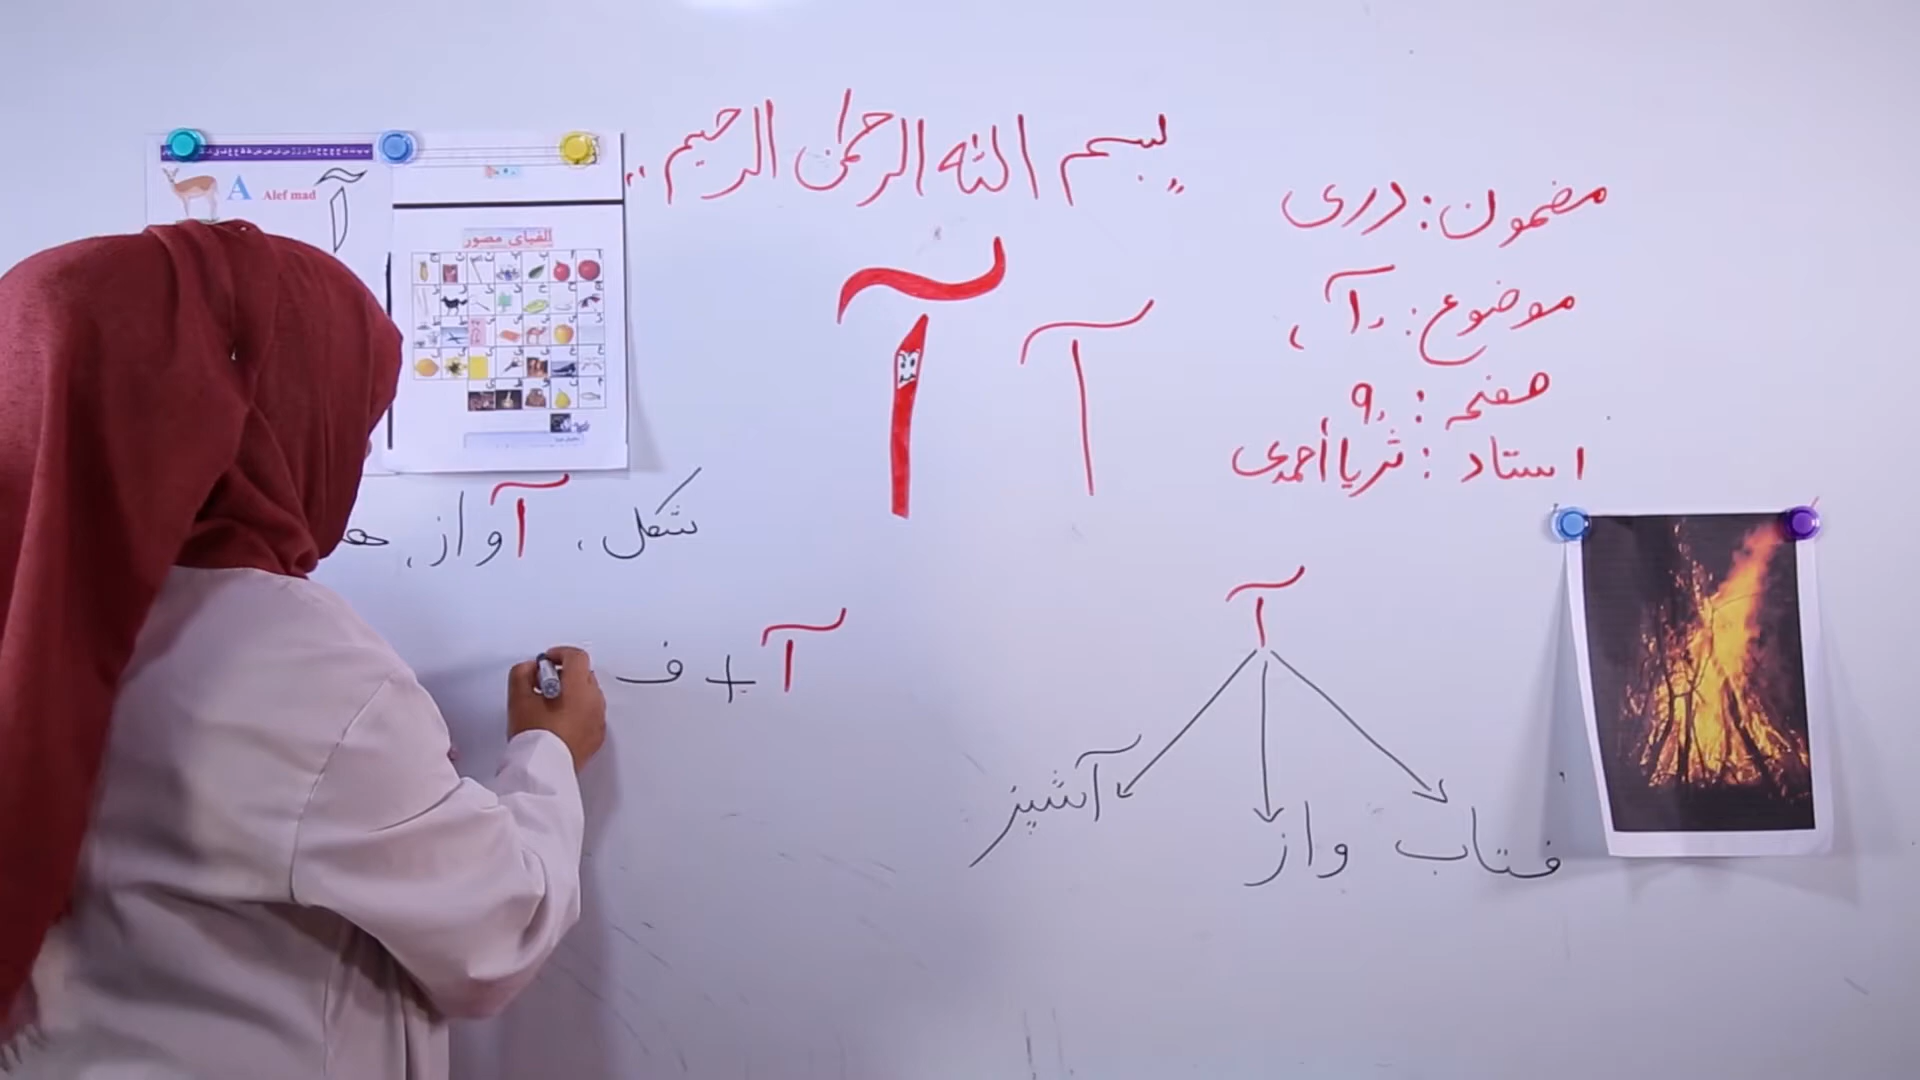 بسم الله الرحمن الرحیم
مضمون: دری
موضوع: «آ»
صفحه: «۹»
استاد: ثریا احمدی
آ آ
A Alef mad آ
الفبای مصور
شکل، آواز،
آ + ف
آ
آشپز واز فتاب